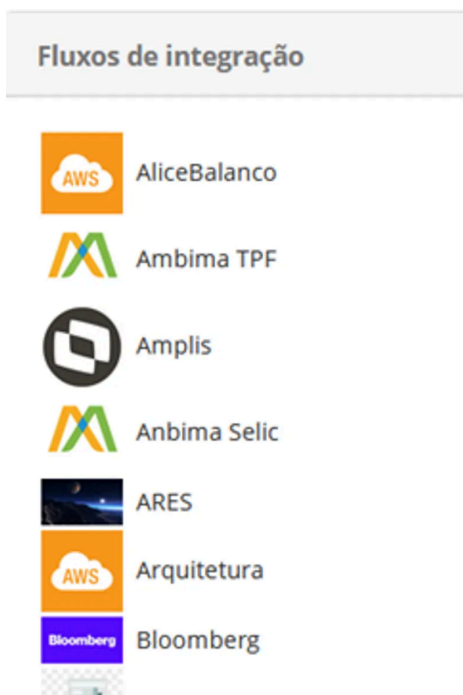 Fluxos de integração
AWS AliceBalanco
Ambima TPF
Amplis
Anbima Selic
ARES
AWS Arquitetura
Bloomberg Bloomberg